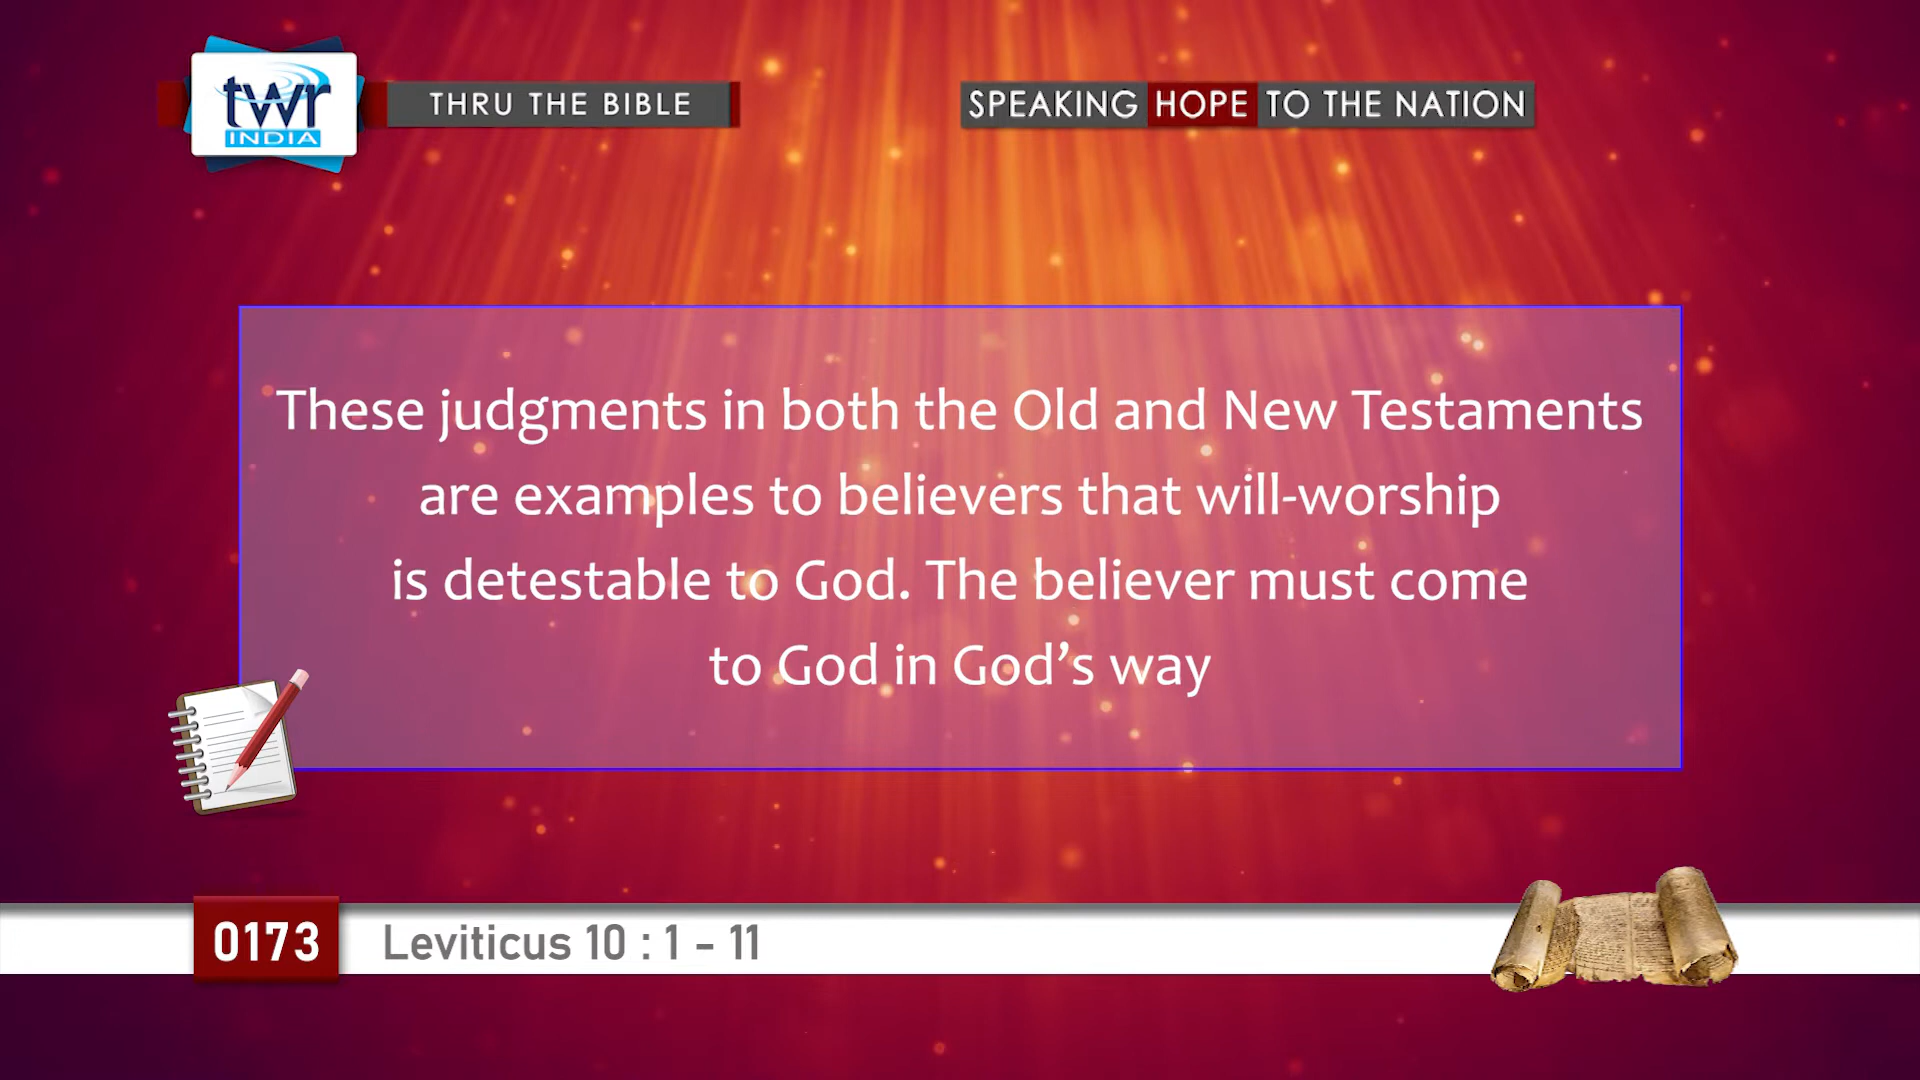 twr
INDIA
THRU THE BIBLE
SPEAKING HOPE TO THE NATION
These judgments in both the Old and New Testaments
are examples to believers that will-worship
is detestable to God. The believer must come
to God in God’s way
0173
Leviticus 10 : 1 - 11